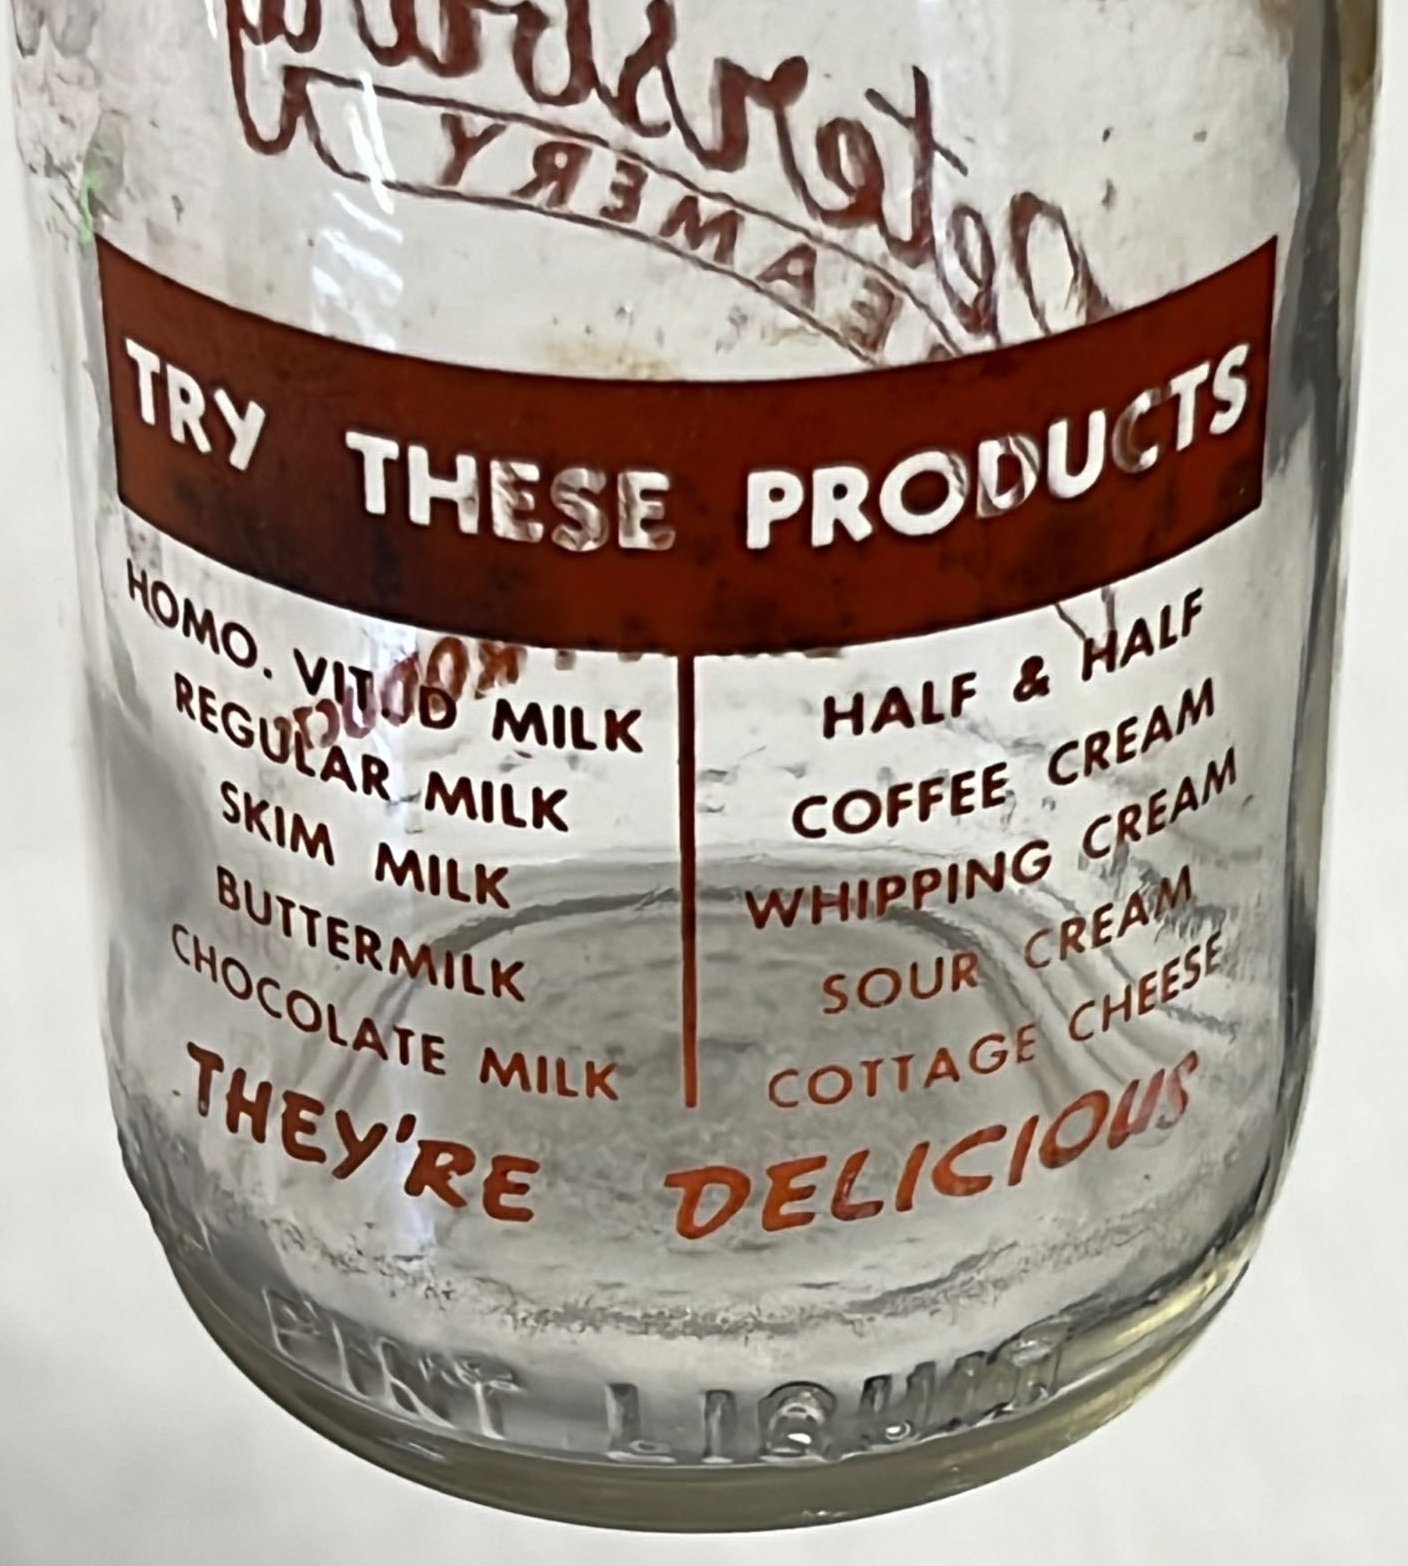 Petersburg
CREAMERY
TRY THESE PRODUCTS
HOMO. VIT. D MILK
REGULAR MILK
SKIM MILK
BUTTERMILK
CHOCOLATE MILK
HALF & HALF
COFFEE CREAM
WHIPPING CREAM
SOUR CREAM
COTTAGE CHEESE
THEY'RE DELICIOUS
PINT LIQUID